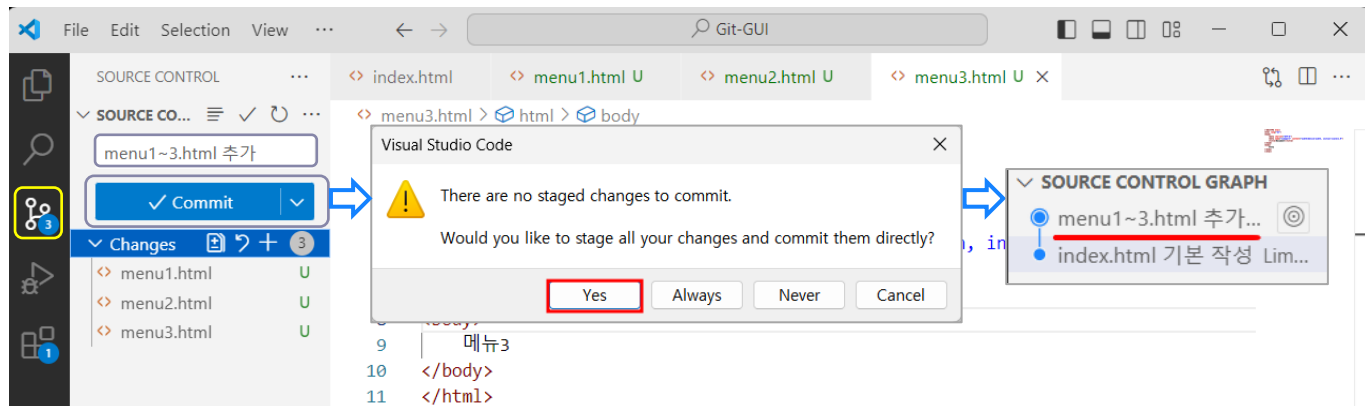 File Edit Selection View ··· Git-GUI
SOURCE CONTROL ···
index.html menu1.html U menu2.html U menu3.html U
SOURCE CO... ···
menu3.html > html > body
menu1~3.html 추가
Commit
3
Changes 3
menu1.html U
menu2.html U
menu3.html U
1
Visual Studio Code
There are no staged changes to commit.
Would you like to stage all your changes and commit them directly?
Yes Always Never Cancel
, in
SOURCE CONTROL GRAPH
menu1~3.html 추가...
index.html 기본 작성 Lim...
9 메뉴3
10 </body>
11 </html>